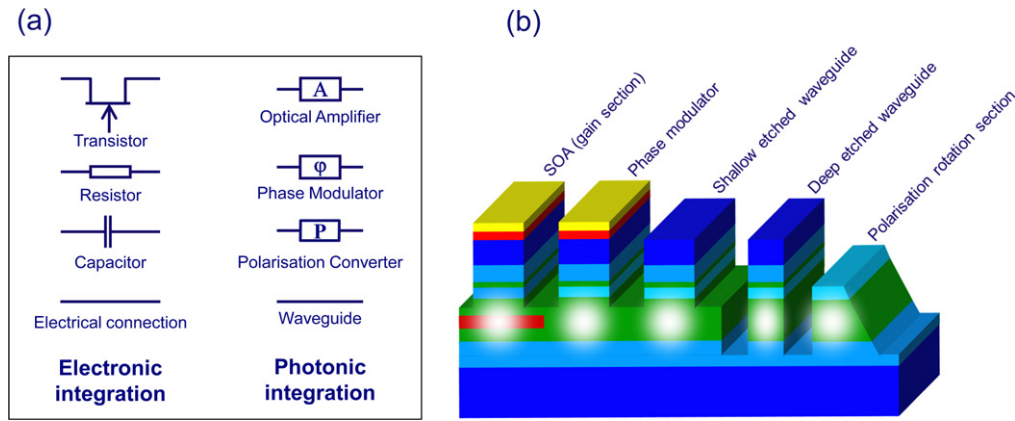 (a)
Transistor
Resistor
Capacitor
Electrical connection
Electronic
integration
A
Optical Amplifier
φ
Phase Modulator
P
Polarisation Converter
Waveguide
Photonic
integration
(b)
SOA (gain section)
Phase modulator
Shallow etched waveguide
Deep etched waveguide
Polarisation rotation section